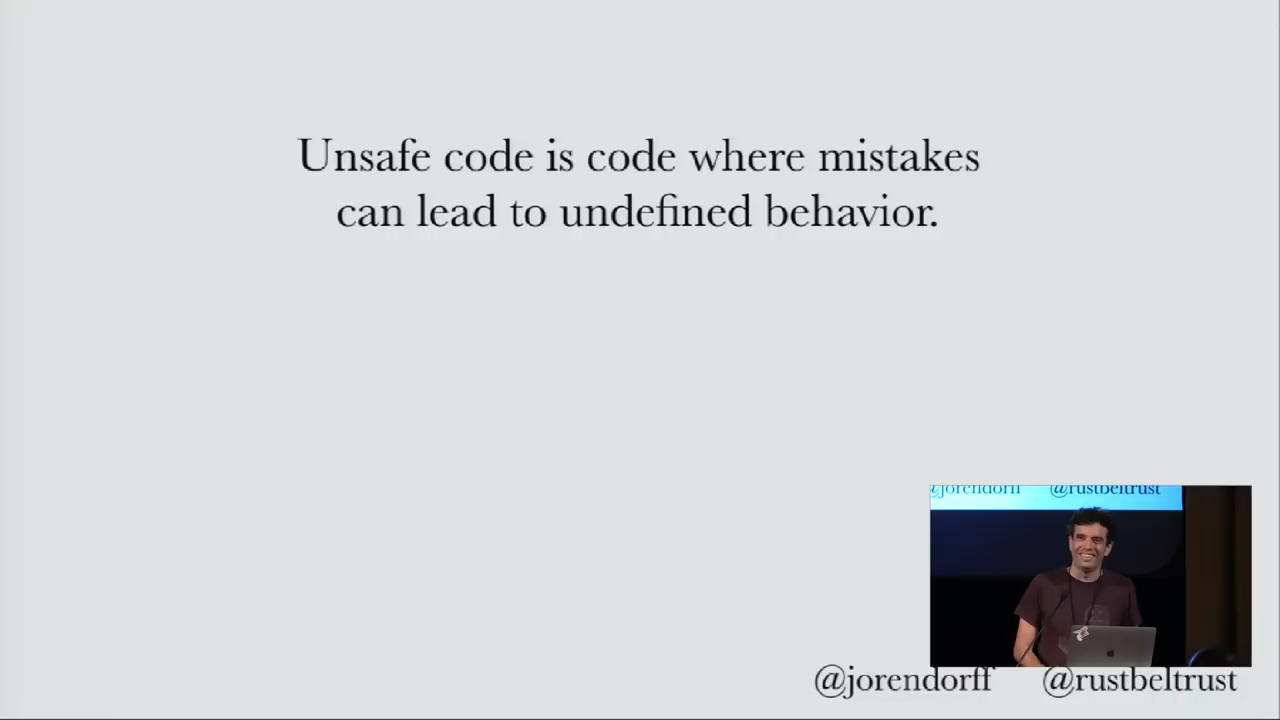 Unsafe code is code where mistakes
can lead to undefined behavior.
@jorendorff @rustbeltrust
@jorendorff @rustbeltrust